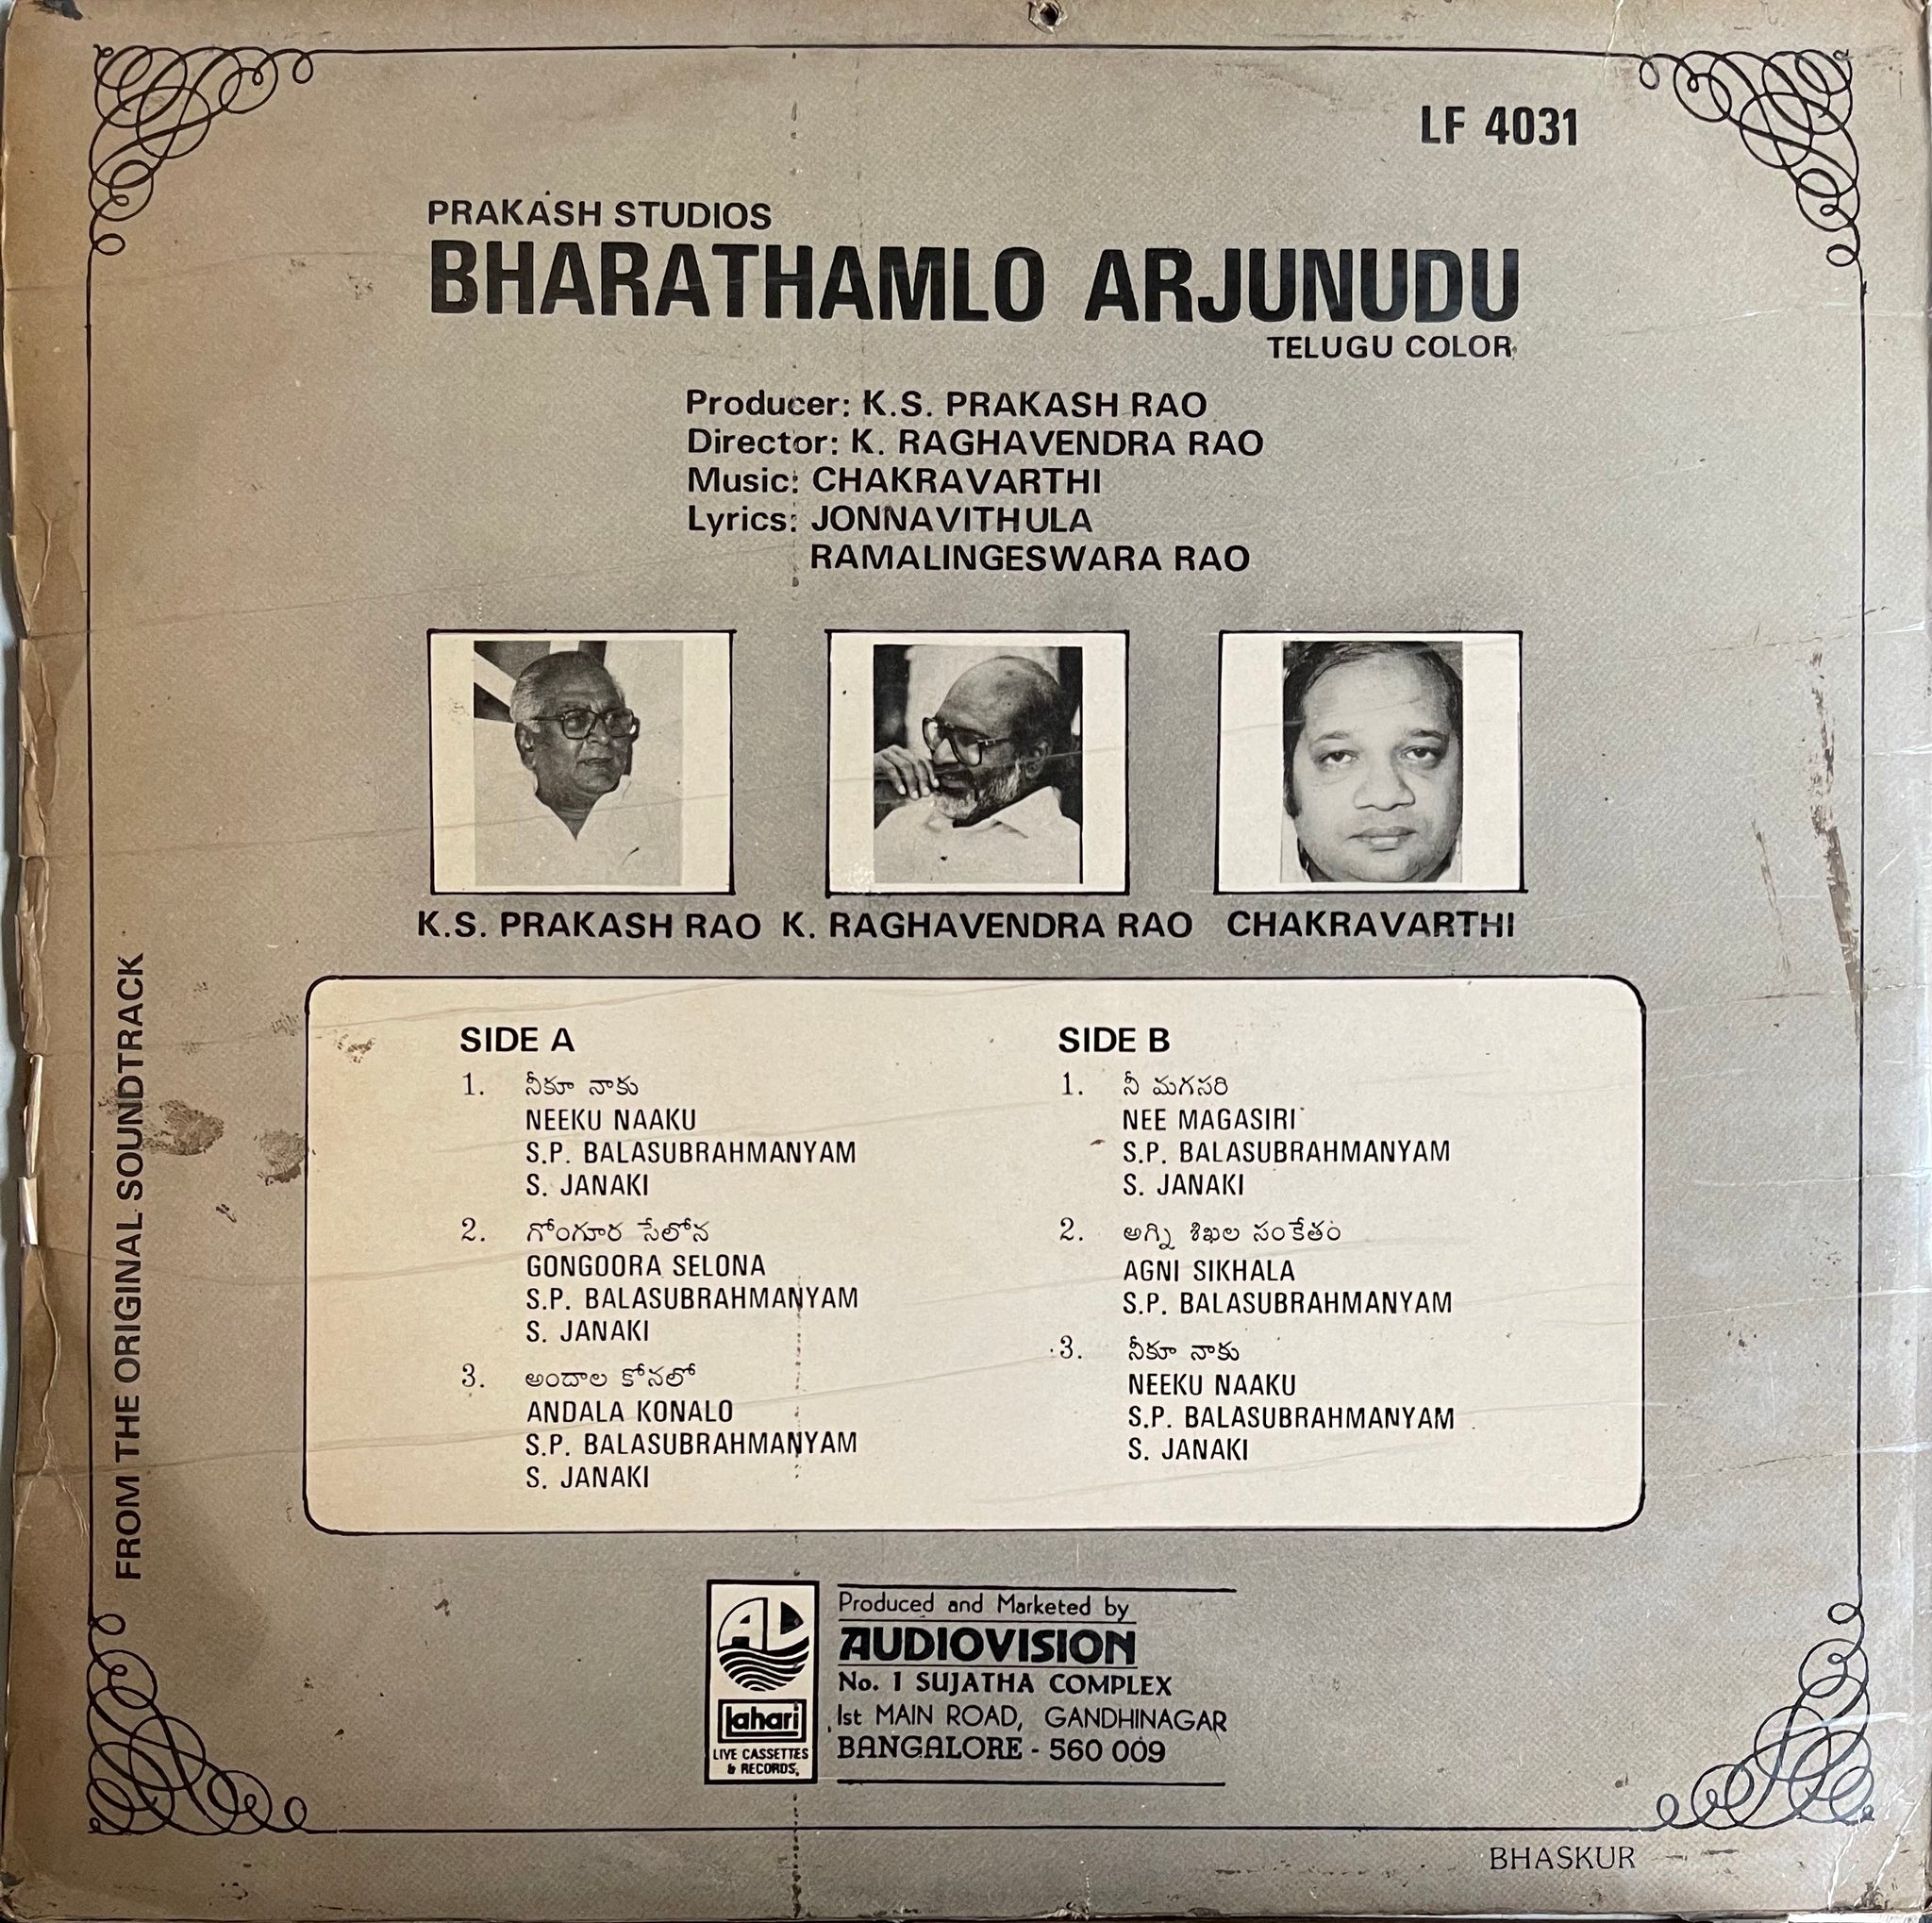 LF 4031
PRAKASH STUDIOS
BHARATHAMLO ARJUNUDU
TELUGU COLOR
Producer: K.S. PRAKASH RAO
Director: K. RAGHAVENDRA RAO
Music: CHAKRAVARTHI
Lyrics: JONNAVITHULA
RAMALINGESWARA RAO
K.S. PRAKASH RAO
K. RAGHAVENDRA RAO
CHAKRAVARTHI
FROM THE ORIGINAL SOUNDTRACK
SIDE A
1. నీకూ నాకు
NEEKU NAAKU
S.P. BALASUBRAHMANYAM
S. JANAKI
2. గోంగూర సేలోన
GONGOORA SELONA
S.P. BALASUBRAHMANYAM
S. JANAKI
3. అందాల కోనలో
ANDALA KONALO
S.P. BALASUBRAHMANYAM
S. JANAKI
SIDE B
1. నీ మగసరి
NEE MAGASIRI
S.P. BALASUBRAHMANYAM
S. JANAKI
2. అగ్ని శిఖల సంకేతం
AGNI SIKHALA
S.P. BALASUBRAHMANYAM
3. నీకూ నాకు
NEEKU NAAKU
S.P. BALASUBRAHMANYAM
S. JANAKI
lahari
LIVE CASSETTES
& RECORDS.
Produced and Marketed by
AUDIOVISION
No. 1 SUJATHA COMPLEX
1st MAIN ROAD, GANDHINAGAR
BANGALORE - 560 009
BHASKUR